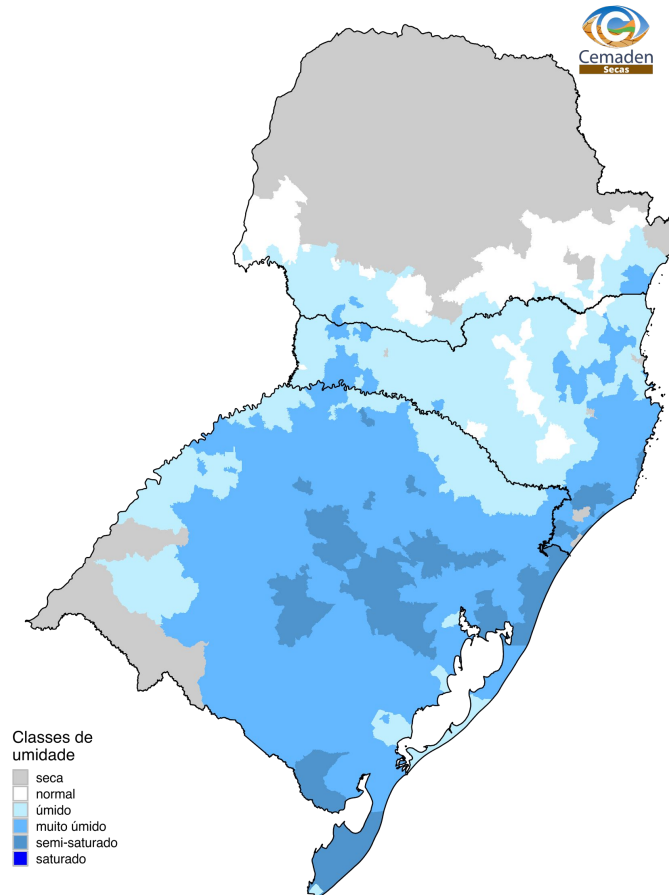 Cemaden
Secas
Classes de
umidade
seca
normal
úmido
muito úmido
semi-saturado
saturado